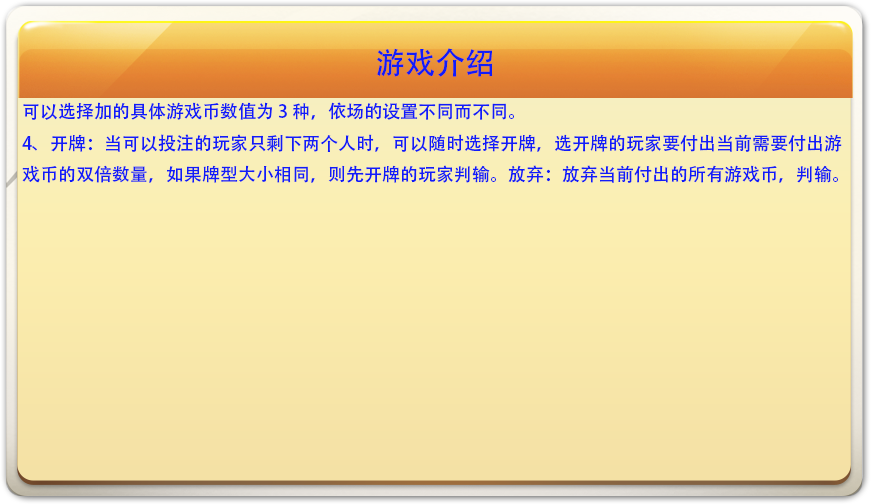 游戏介绍
可以选择加的具体游戏币数值为 3 种，依场的设置不同而不同。
4、开牌：当可以投注的玩家只剩下两个人时，可以随时选择开牌，选开牌的玩家要付出当前需要付出游
戏币的双倍数量，如果牌型大小相同，则先开牌的玩家判输。放弃：放弃当前付出的所有游戏币，判输。